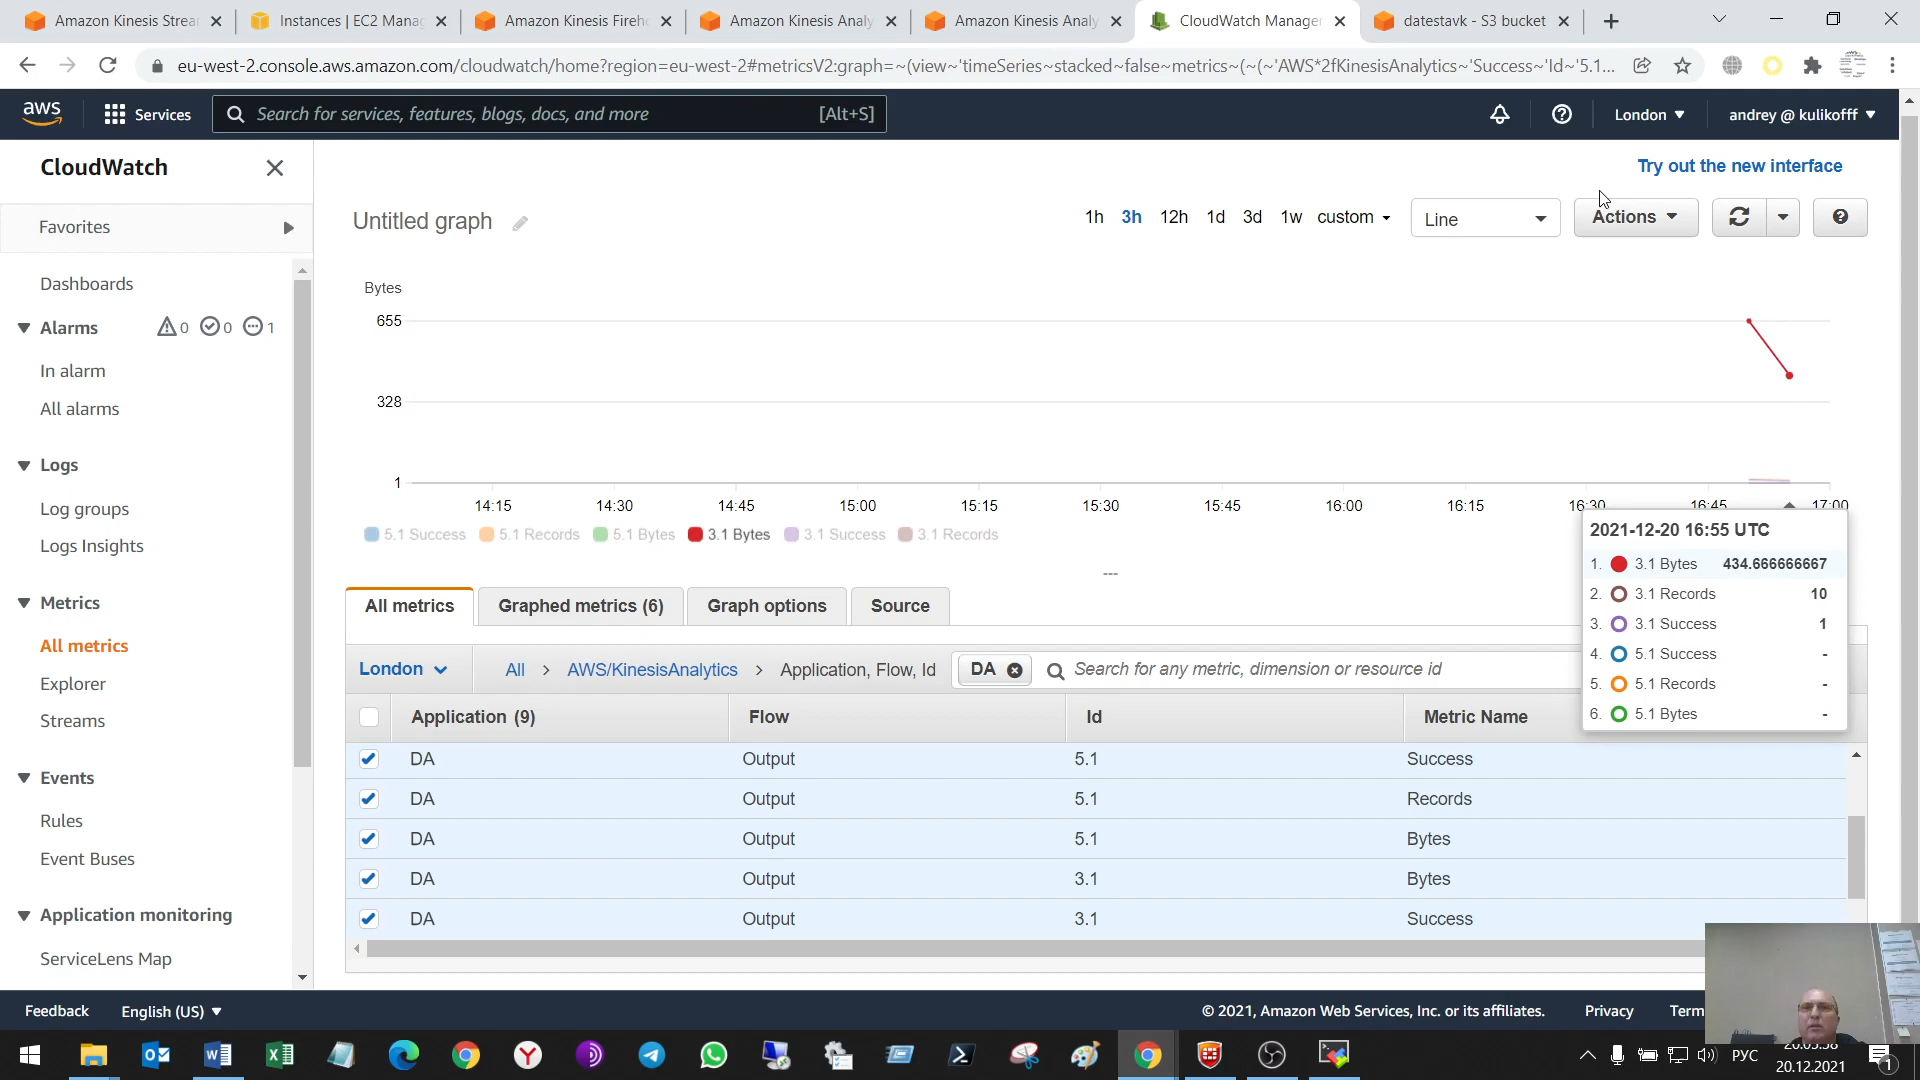 Amazon Kinesis Strea
Instances | EC2 Manag
Amazon Kinesis Fireh
Amazon Kinesis Analy
Amazon Kinesis Analy
CloudWatch Manage
datestavk - S3 bucket
eu-west-2.console.aws.amazon.com/cloudwatch/home?region=eu-west-2#metricsV2:graph=~(view~'timeSeries~stacked~false~metrics~(~(~'AWS*2fKinesisAnalytics~'Success~'Id~'5.1...
aws
Services
Search for services, features, blogs, docs, and more
[Alt+S]
London
andrey @ kulikofff
CloudWatch
Favorites
Dashboards
Alarms
0
0
1
In alarm
All alarms
Logs
Log groups
Logs Insights
Metrics
All metrics
Explorer
Streams
Events
Rules
Event Buses
Application monitoring
ServiceLens Map
Try out the new interface
Untitled graph
1h 3h 12h 1d 3d 1w custom
Line
Actions
Bytes
655
328
1
14:15 14:30 14:45 15:00 15:15 15:30 15:45 16:00 16:15 16:30 16:45 17:00
5.1 Success 5.1 Records 5.1 Bytes 3.1 Bytes 3.1 Success 3.1 Records
2021-12-20 16:55 UTC
1. 3.1 Bytes 434.666666667
2. 3.1 Records 10
3. 3.1 Success 1
4. 5.1 Success -
5. 5.1 Records -
6. 5.1 Bytes -
All metrics
Graphed metrics (6)
Graph options
Source
London
All > AWS/KinesisAnalytics > Application, Flow, Id
DA
Search for any metric, dimension or resource id
Application (9) Flow Id Metric Name
DA Output 5.1 Success
DA Output 5.1 Records
DA Output 5.1 Bytes
DA Output 3.1 Bytes
DA Output 3.1 Success
Feedback
English (US)
© 2021, Amazon Web Services, Inc. or its affiliates.
Privacy
Term
РУС
20.12.2021
1